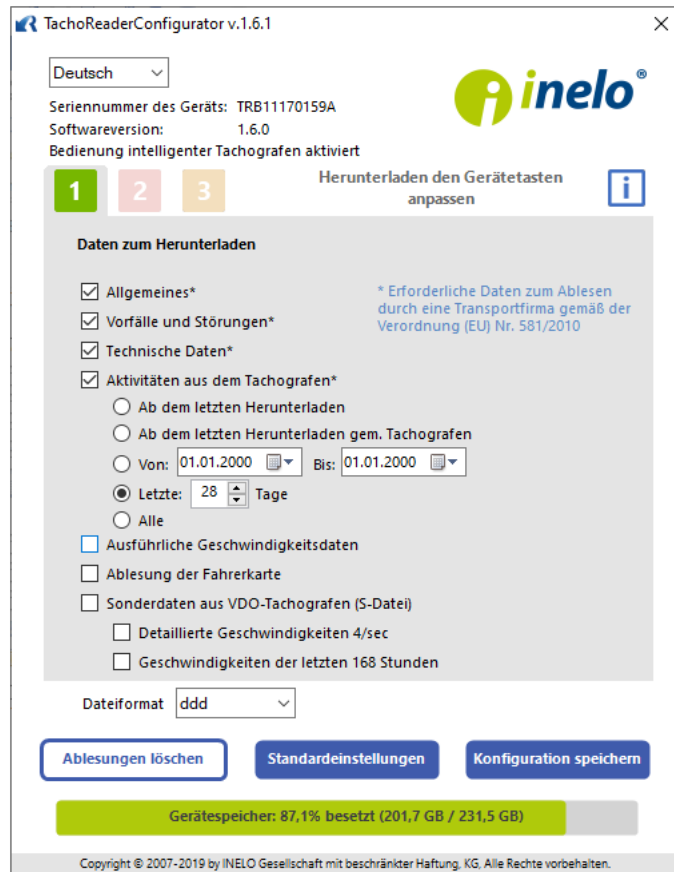 TachoReaderConfigurator v.1.6.1
Deutsch
inelo®
Seriennummer des Geräts: TRB11170159A
Softwareversion: 1.6.0
Bedienung intelligenter Tachografen aktiviert
1 2 3
Herunterladen den Gerätetasten
anpassen
i
Daten zum Herunterladen
Allgemeines*
* Erforderliche Daten zum Ablesen
durch eine Transportfirma gemäß der
Verordnung (EU) Nr. 581/2010
Vorfälle und Störungen*
Technische Daten*
Aktivitäten aus dem Tachografen*
Ab dem letzten Herunterladen
Ab dem letzten Herunterladen gem. Tachografen
Von: 01.01.2000 Bis: 01.01.2000
Letzte: 28 Tage
Alle
Ausführliche Geschwindigkeitsdaten
Ablesung der Fahrerkarte
Sonderdaten aus VDO-Tachografen (S-Datei)
Detaillierte Geschwindigkeiten 4/sec
Geschwindigkeiten der letzten 168 Stunden
Dateiformat ddd
Ablesungen löschen Standardeinstellungen Konfiguration speichern
Gerätespeicher: 87,1% besetzt (201,7 GB / 231,5 GB)
Copyright © 2007-2019 by INELO Gesellschaft mit beschränkter Haftung, KG, Alle Rechte vorbehalten.